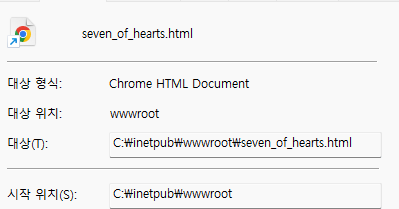 seven_of_hearts.html
대상 형식: Chrome HTML Document
대상 위치: wwwroot
대상(T): C:₩inetpub₩wwwroot₩seven_of_hearts.html
시작 위치(S): C:₩inetpub₩wwwroot